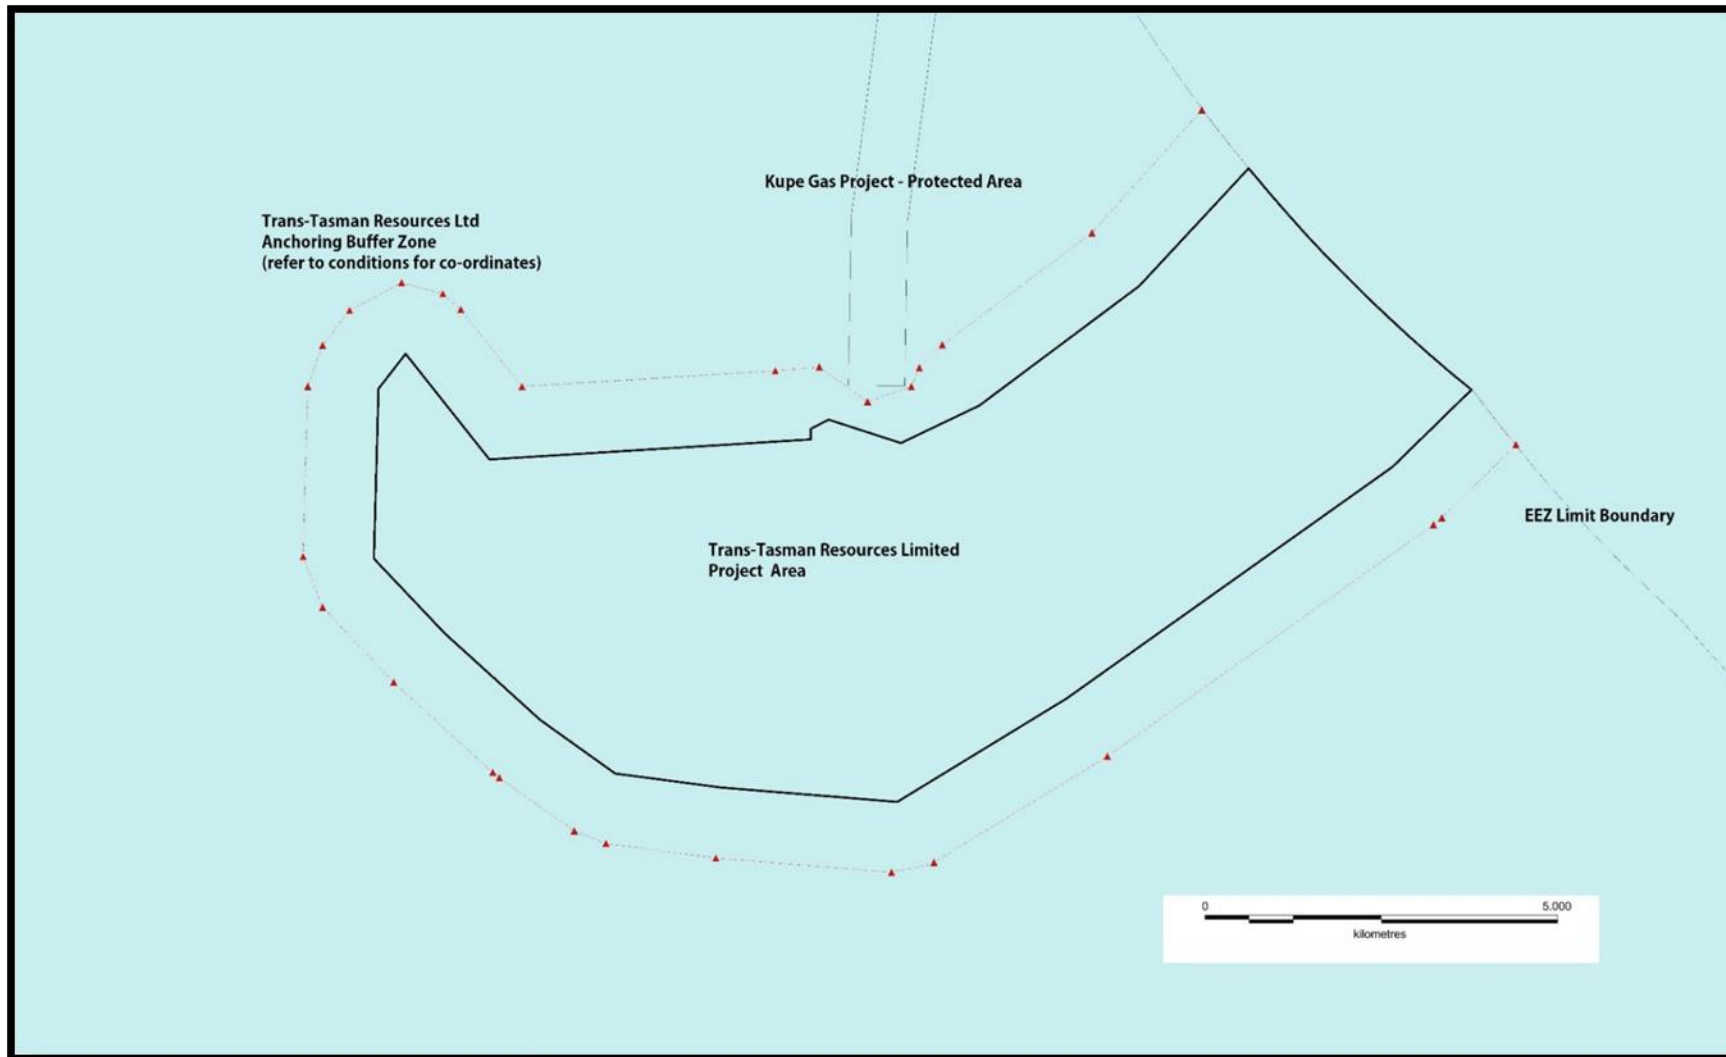 Kupe Gas Project - Protected Area
Trans-Tasman Resources Ltd
Anchoring Buffer Zone
(refer to conditions for co-ordinates)
EEZ Limit Boundary
Trans-Tasman Resources Limited
Project Area
0 5.000
kilometres